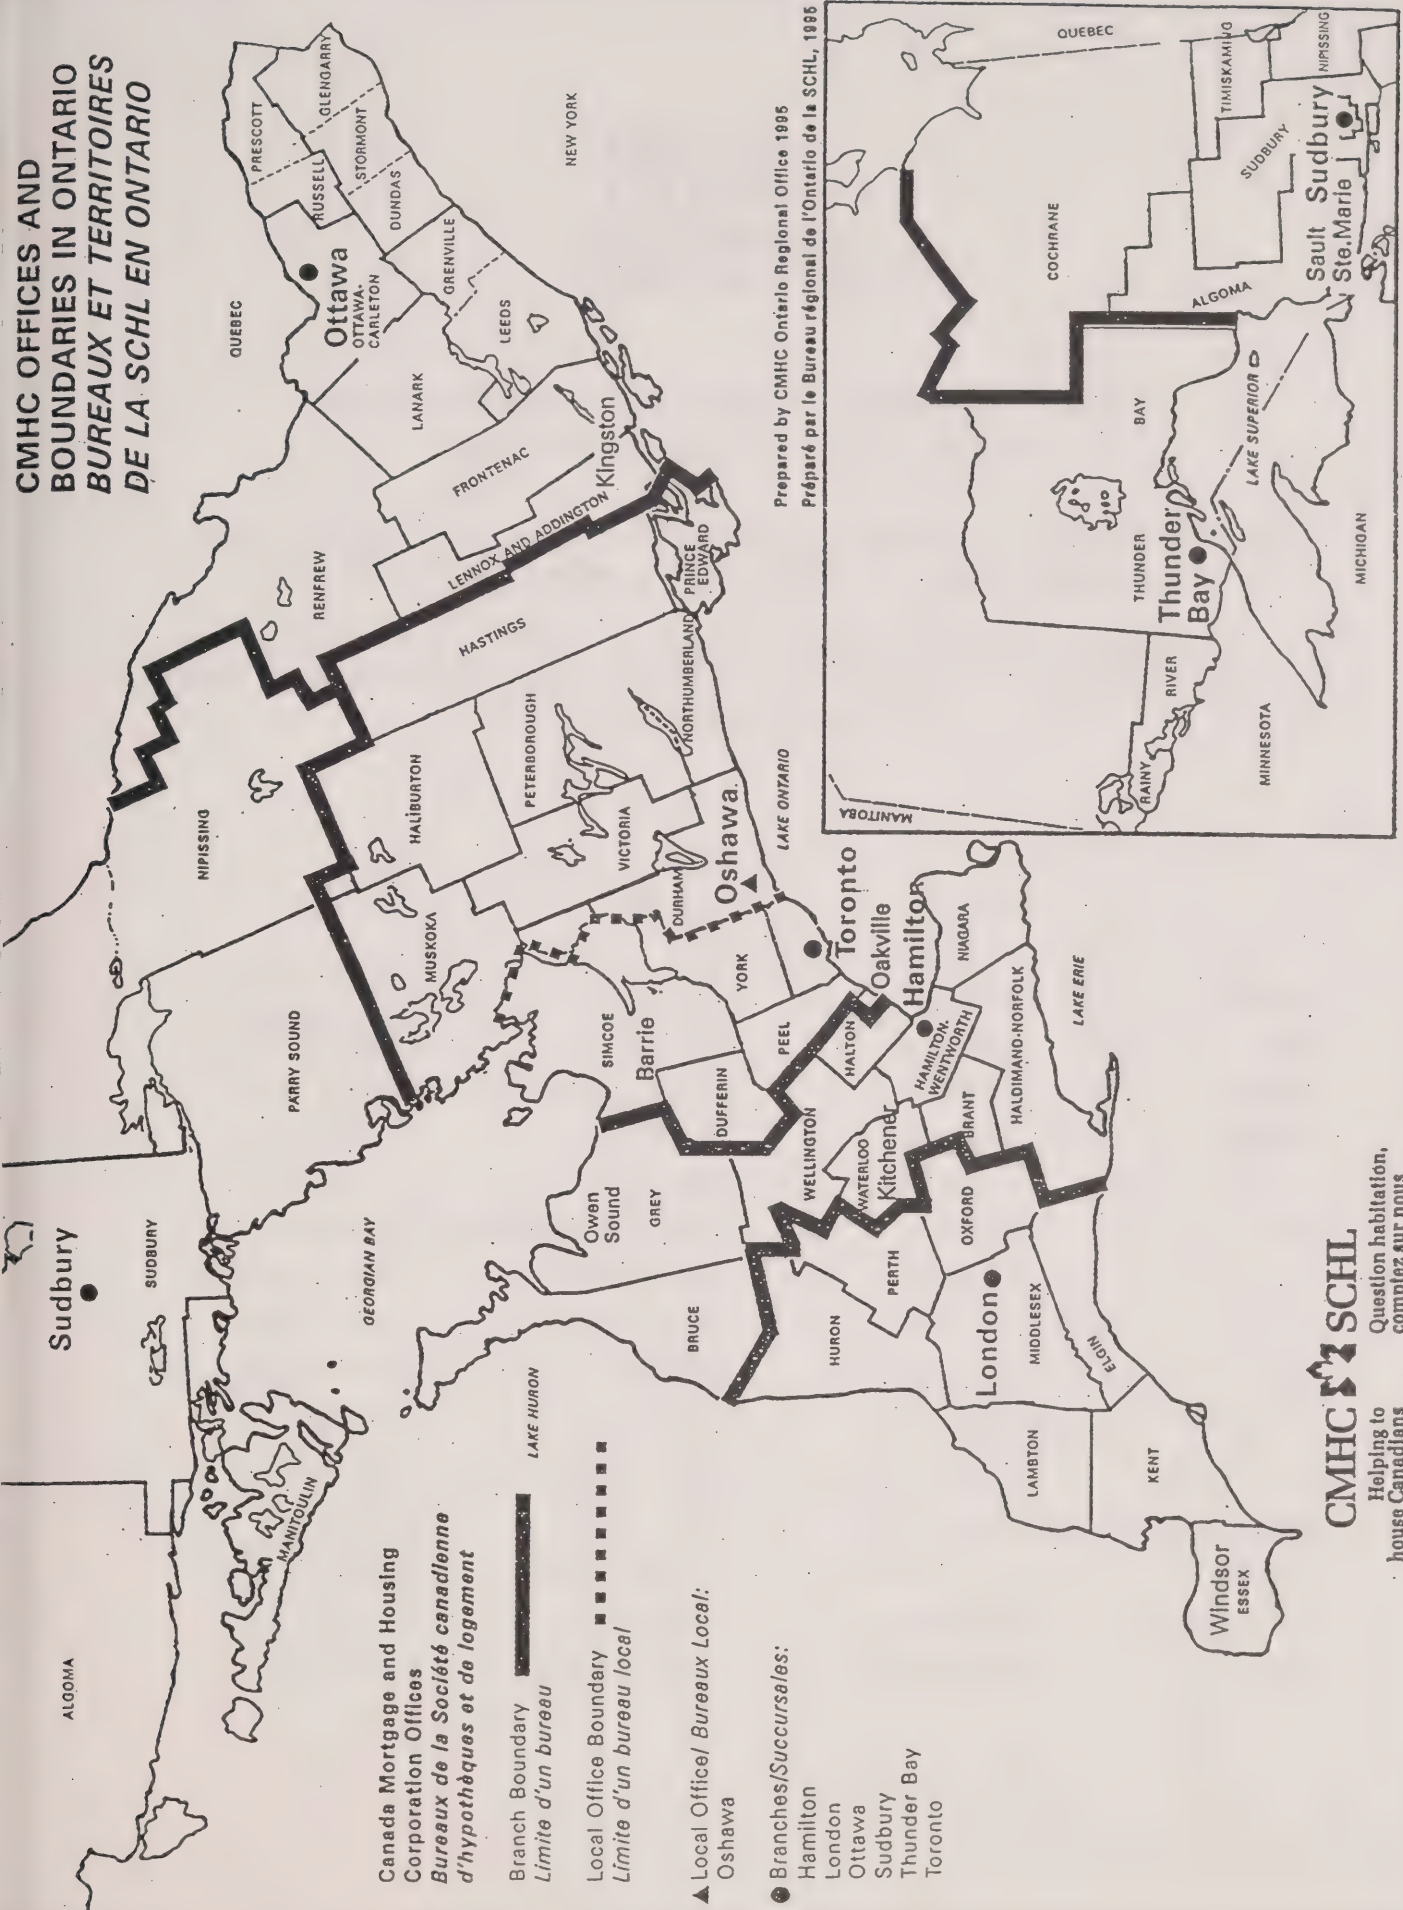 CMHC OFFICES AND
BOUNDARIES IN ONTARIO
BUREAUX ET TERRITOIRES
DE LA SCHL EN ONTARIO
PRESCOTT
GLENGARRY
RUSSELL
STORMONT
DUNDAS
Ottawa
OTTAWA-
CARLETON
GRENVILLE
QUEBEC
NEW YORK
LEEDS
LANARK
FRONTENAC
Kingston
LENNOX AND ADDINGTON
RENFREW
PRINCE
EDWARD
HASTINGS
NORTHUMBERLAND
PETERBOROUGH
HALIBURTON
NIPISSING
VICTORIA
DURHAM
Oshawa
LAKE ONTARIO
MUSKOKA
PARRY SOUND
YORK
Toronto
Oakville
Hamilton
NIAGARA
SIMCOE
Barrie
PEEL
HALTON
HAMILTON-
WENTWORTH
HALDIMAND-NORFOLK
LAKE ERIE
DUFFERIN
WELLINGTON
WATERLOO
Kitchener
BRANT
Owen
Sound
GREY
OXFORD
PERTH
London
MIDDLESEX
ELGIN
Sudbury
SUDBURY
GEORGIAN BAY
BRUCE
HURON
LAKE HURON
LAMBTON
KENT
Windsor
ESSEX
MANITOULIN
ALGOMA
Prepared by CMHC Ontario Regional Office 1995
Préparé par le Bureau régional de l'Ontario de la SCHL, 1995
QUEBEC
TIMISKAMING
NIPISSING
SUDBURY
Sudbury
Sault
Ste.Marie
COCHRANE
ALGOMA
BAY
LAKE SUPERIOR
THUNDER
Thunder
Bay
MICHIGAN
RIVER
RAINY
MINNESOTA
MANITOBA
Canada Mortgage and Housing
Corporation Offices
Bureaux de la Société canadienne
d'hypothèques et de logement
Branch Boundary
Limite d'un bureau
Local Office Boundary
Limite d'un bureau local
▲ Local Office/ Bureaux Local:
Oshawa
● Branches/Succursales:
Hamilton
London
Ottawa
Sudbury
Thunder Bay
Toronto
CMHC SCHL
Helping to
house Canadians
Question habitation,
comptez sur nous